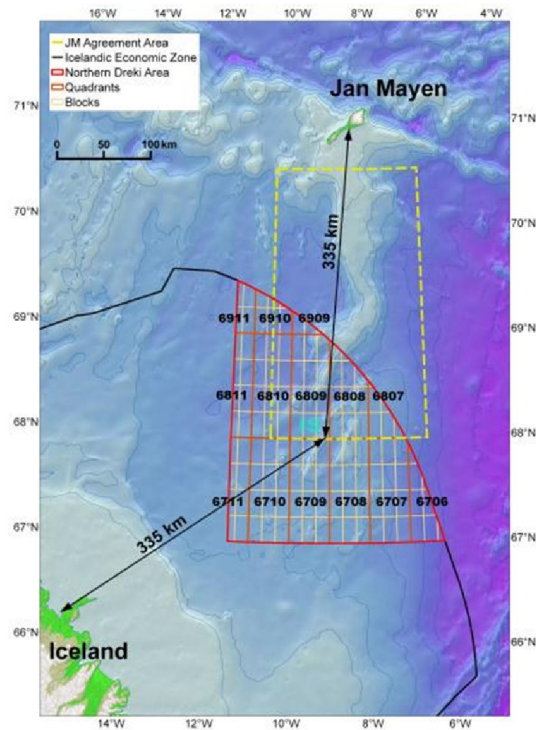 16°W 14°W 12°W 10°W 8°W 6°W 4°W
JM Agreement Area
Icelandic Economic Zone
Northern Dreki Area
Quadrants
Blocks
Jan Mayen
71°N
71°N
0 50 100 km
70°N
70°N
335 km
69°N
6911 6910 6909
69°N
6811 6810 6809 6808 6807
68°N
68°N
6711 6710 6709 6708 6707 6706
67°N
67°N
335 km
66°N
66°N
Iceland
14°W 12°W 10°W 8°W 6°W